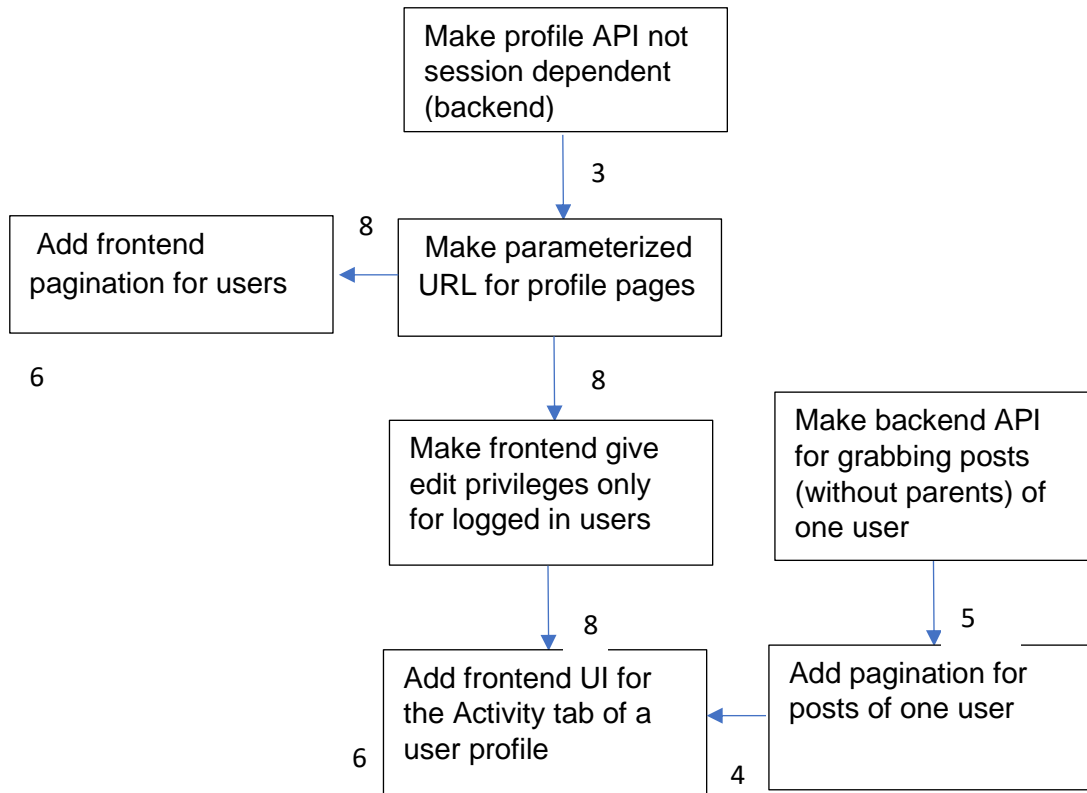 Make profile API not
session dependent
(backend)
3
8
Add frontend
pagination for users
Make parameterized
URL for profile pages
6
8
Make frontend give
edit privileges only
for logged in users
Make backend API
for grabbing posts
(without parents) of
one user
8
5
Add frontend UI for
the Activity tab of a
user profile
Add pagination for
posts of one user
6
4